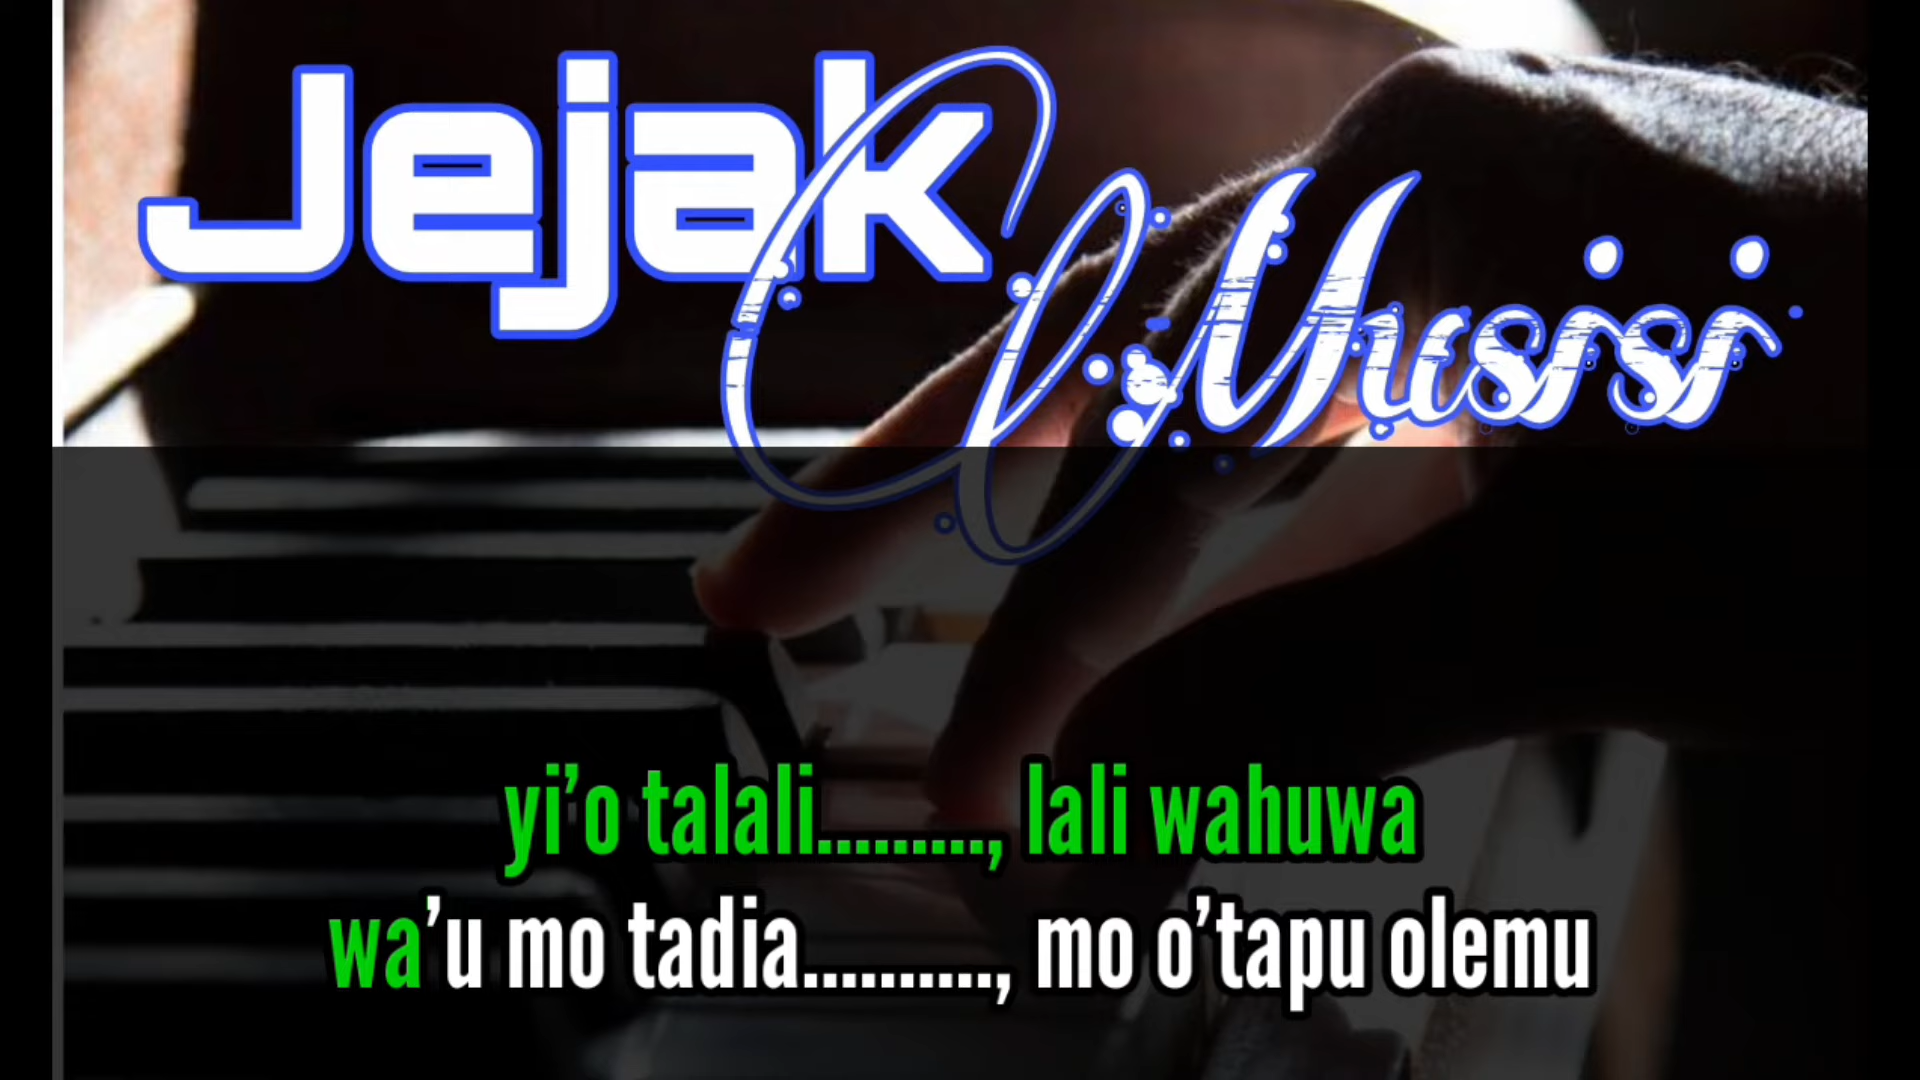 Jejak
Musisi
yi’o talali.........., lali wahuwa
wa’u mo tadia..........., mo o’tapu olemu